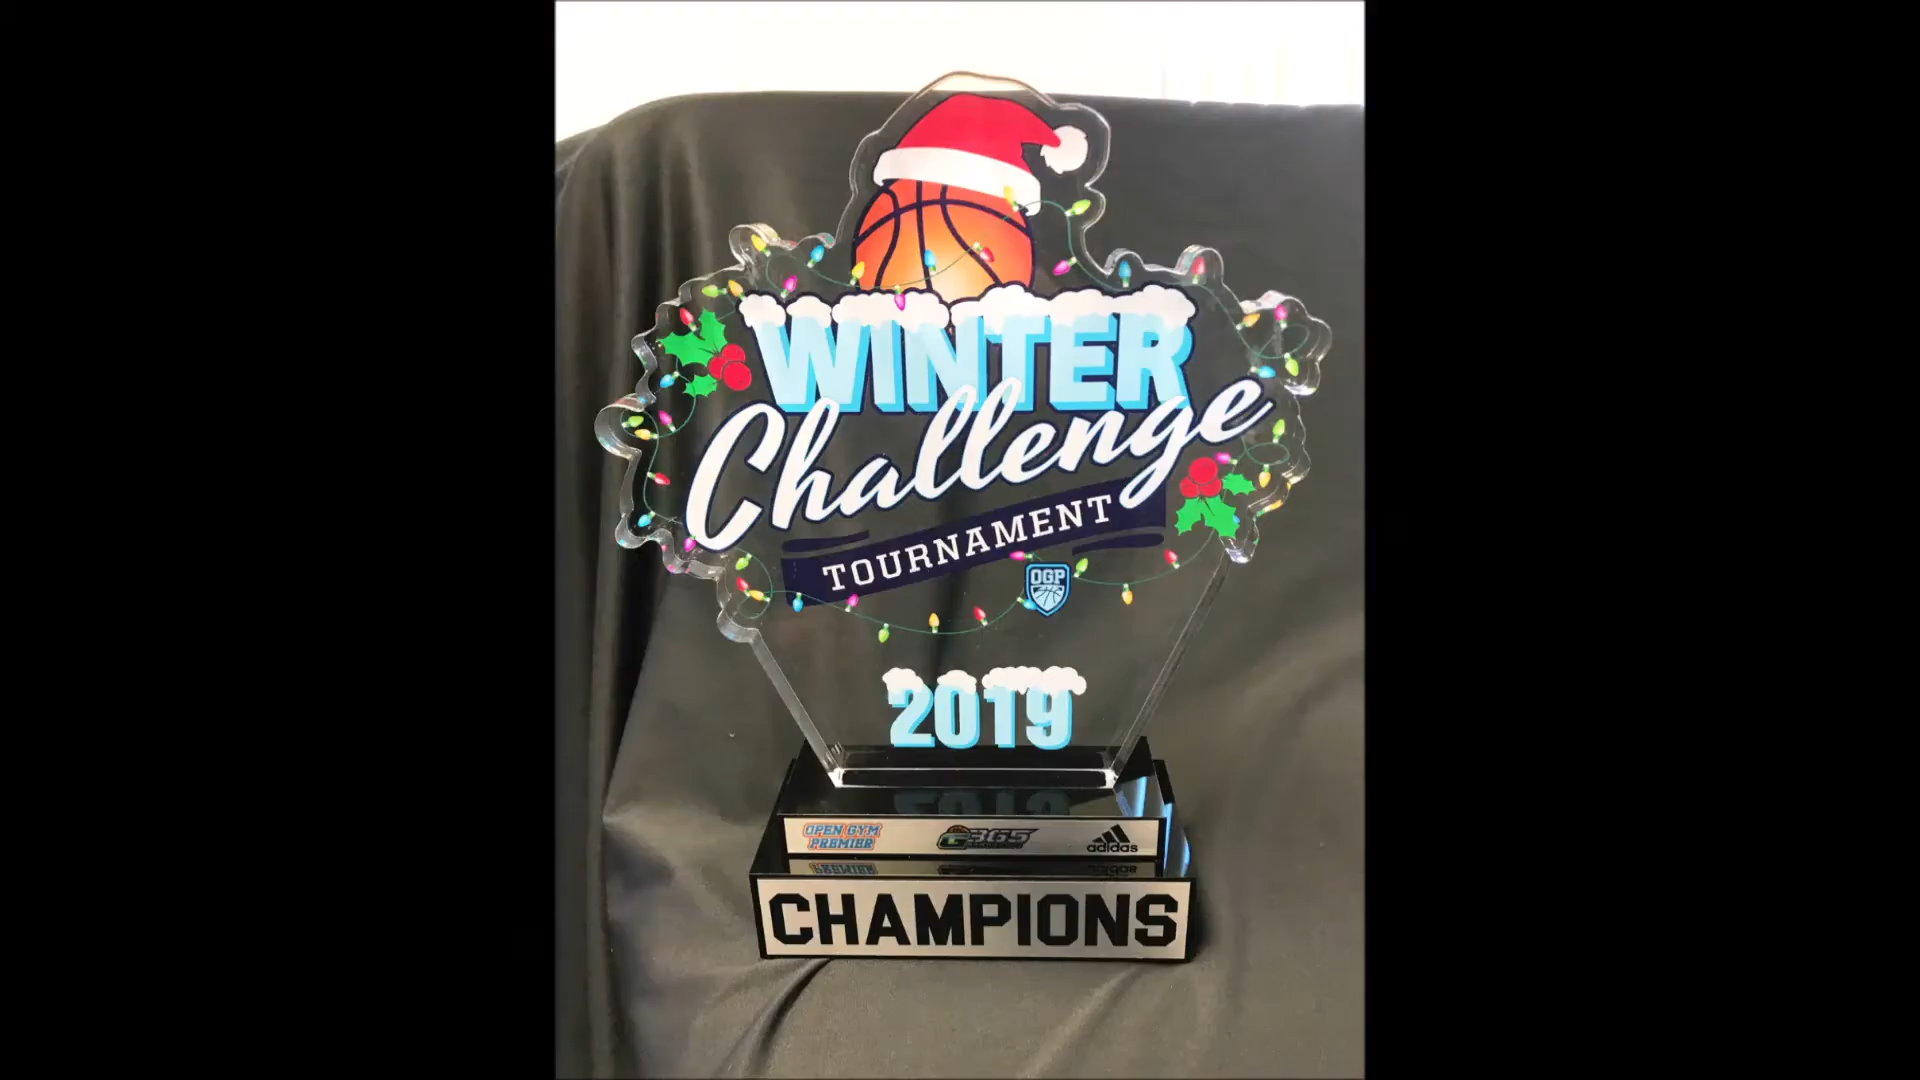 WINTER
Challenge
TOURNAMENT
OGP
2019
OPEN GYM
PREMIER
G365
adidas
CHAMPIONS